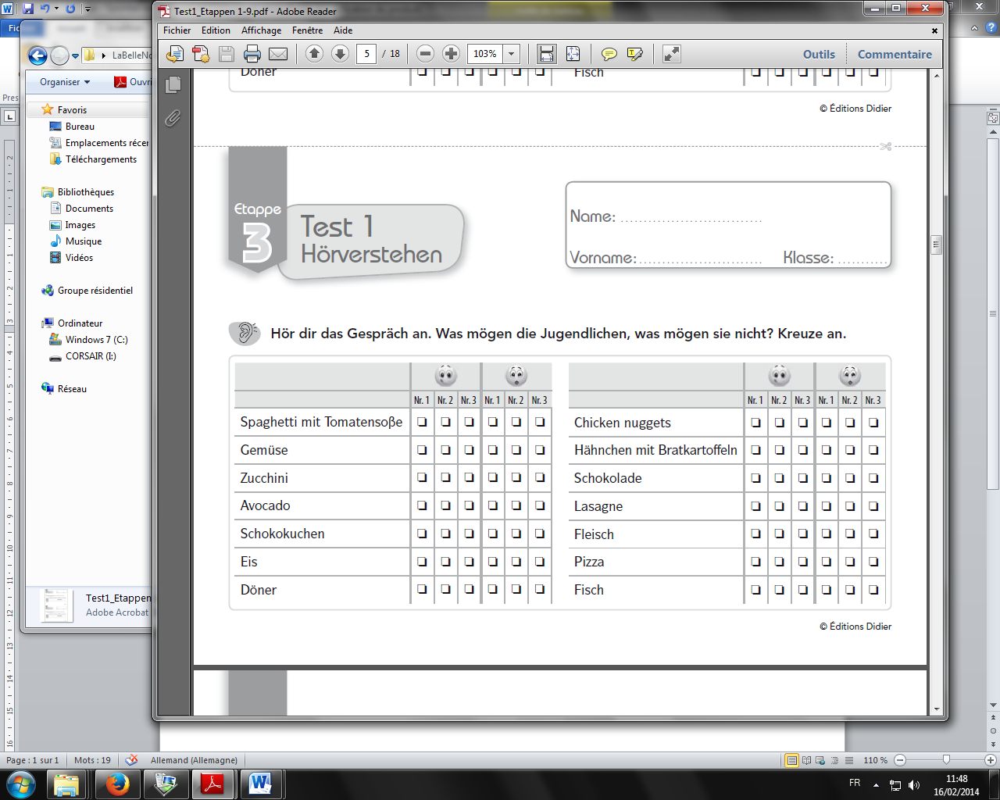 Test1_Etappen 1-9.pdf - Adobe Reader
Fichier Edition Affichage Fenêtre Aide
5 / 18 103% Outils Commentaire
LaBelleNo
Organiser Ouvri
Favoris
Bureau
Emplacements récer
Téléchargements
Bibliothèques
Documents
Images
Musique
Vidéos
Groupe résidentiel
Ordinateur
Windows 7 (C:)
CORSAIR (I:)
Réseau
Test1_Etappen
Adobe Acrobat
Döner Fisch
© Éditions Didier
Etappe
3
Test 1
Hörverstehen
Name: ..............................
Vorname:.......................... Klasse: ...........
Hör dir das Gespräch an. Was mögen die Jugendlichen, was mögen sie nicht? Kreuze an.
Nr. 1 Nr. 2 Nr. 3 Nr. 1 Nr. 2 Nr. 3 Nr. 1 Nr. 2 Nr. 3 Nr. 1 Nr. 2 Nr. 3
Spaghetti mit Tomatensoße Chicken nuggets
Gemüse Hähnchen mit Bratkartoffeln
Zucchini Schokolade
Avocado Lasagne
Schokokuchen Fleisch
Eis Pizza
Döner Fisch
© Éditions Didier
Page : 1 sur 1 Mots : 19 Allemand (Allemagne) 110 %
FR 11:48
16/02/2014